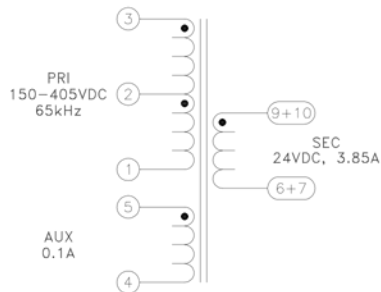 3
PRI
150-405VDC
65kHz
2
1
9+10
SEC
24VDC, 3.85A
6+7
5
AUX
0.1A
4